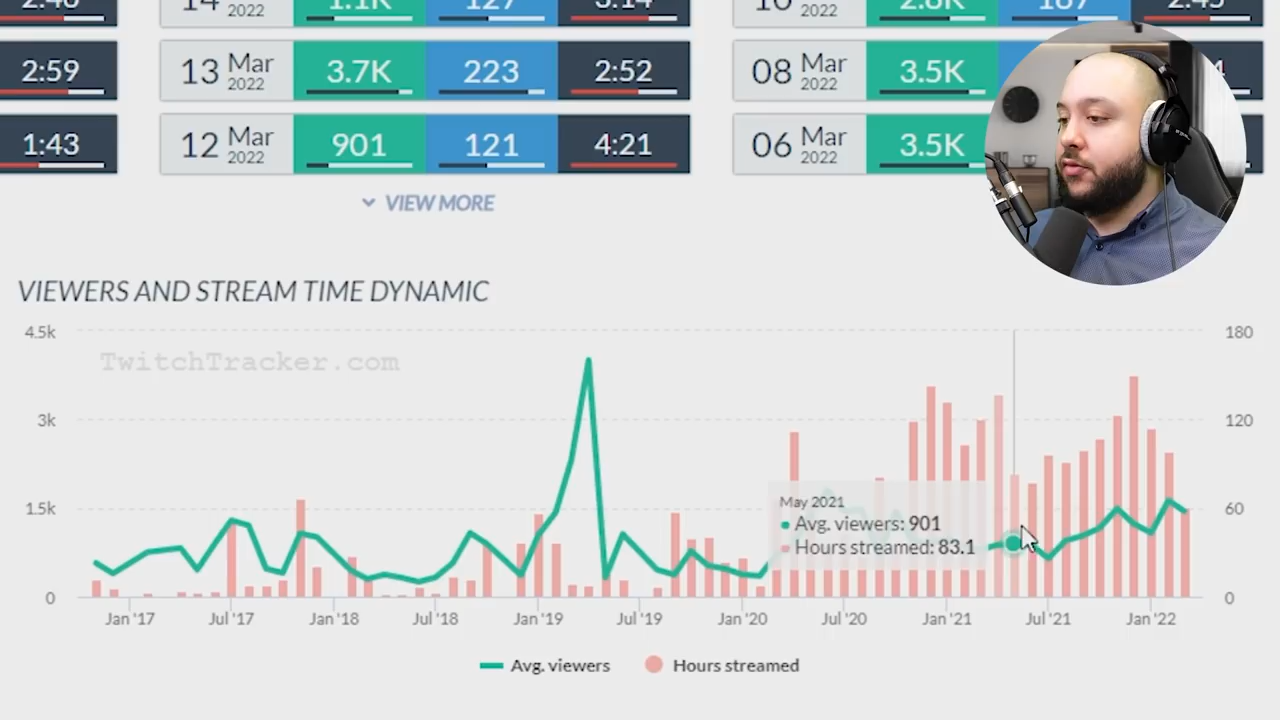 2022
2022
2:59
13 Mar 2022 3.7K 223 2:52
08 Mar 2022 3.5K
1:43
12 Mar 2022 901 121 4:21
06 Mar 2022 3.5K
VIEW MORE
VIEWERS AND STREAM TIME DYNAMIC
4.5k 180
TwitchTracker.com
3k 120
May 2021
1.5k 60
Avg. viewers: 901
Hours streamed: 83.1
0 0
Jan '17 Jul '17 Jan '18 Jul '18 Jan '19 Jul '19 Jan '20 Jul '20 Jan '21 Jul '21 Jan '22
Avg. viewers Hours streamed